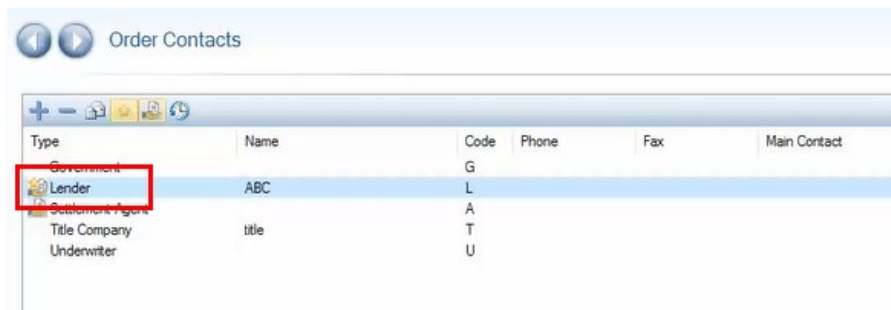 Order Contacts
Type Name Code Phone Fax Main Contact
Government G
Lender ABC L
Settlement Agent A
Title Company title T
Underwriter U